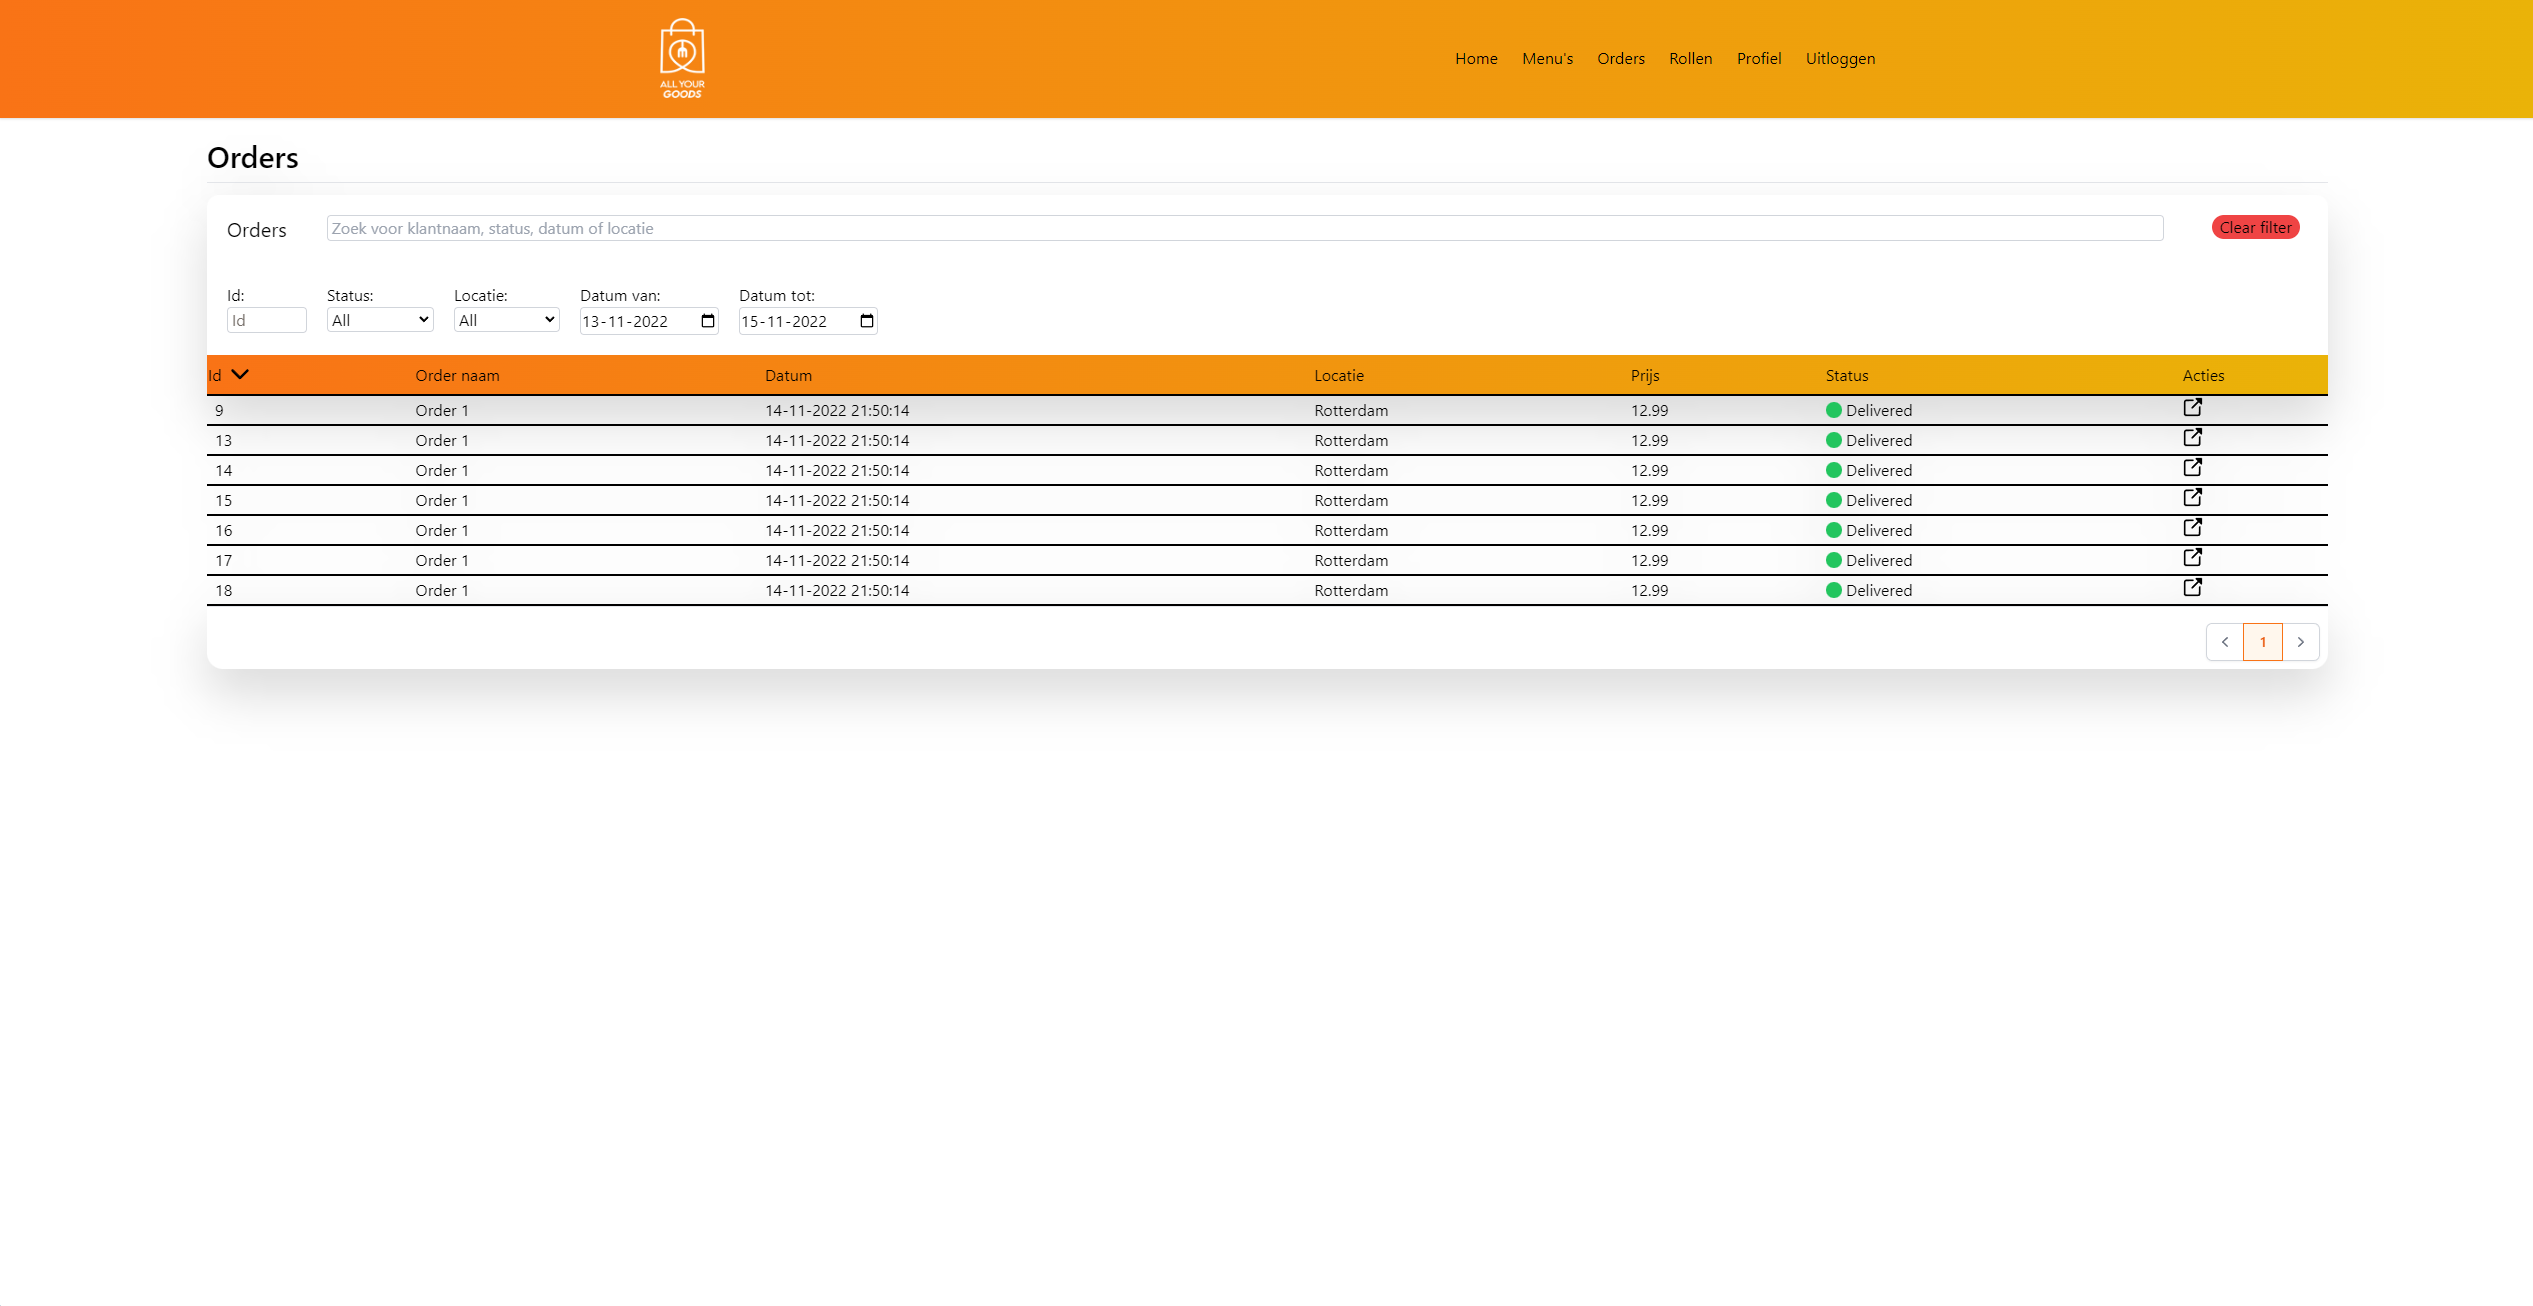 ALL YOUR
GOODS
Home Menu's Orders Rollen Profiel Uitloggen
Orders
Orders Zoek voor klantnaam, status, datum of locatie Clear filter
Id: Status: Locatie: Datum van: Datum tot:
Id All All 13-11-2022 15-11-2022
Id Order naam Datum Locatie Prijs Status Acties
9 Order 1 14-11-2022 21:50:14 Rotterdam 12.99 Delivered
13 Order 1 14-11-2022 21:50:14 Rotterdam 12.99 Delivered
14 Order 1 14-11-2022 21:50:14 Rotterdam 12.99 Delivered
15 Order 1 14-11-2022 21:50:14 Rotterdam 12.99 Delivered
16 Order 1 14-11-2022 21:50:14 Rotterdam 12.99 Delivered
17 Order 1 14-11-2022 21:50:14 Rotterdam 12.99 Delivered
18 Order 1 14-11-2022 21:50:14 Rotterdam 12.99 Delivered
1